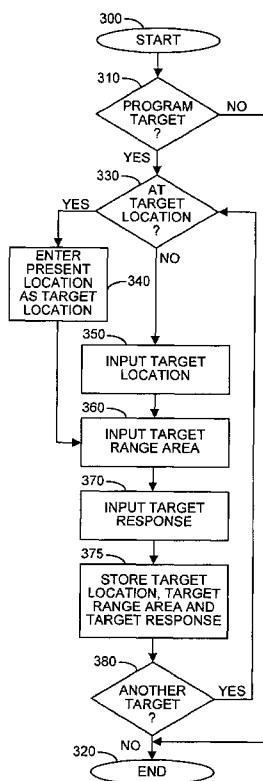 300
START
310
PROGRAM
TARGET
?
NO
YES
330
AT
TARGET
LOCATION
?
YES
NO
ENTER
PRESENT
LOCATION
AS TARGET
LOCATION
340
350
INPUT TARGET
LOCATION
360
INPUT TARGET
RANGE AREA
370
INPUT TARGET
RESPONSE
375
STORE TARGET
LOCATION, TARGET
RANGE AREA AND
TARGET RESPONSE
380
ANOTHER
TARGET
?
YES
NO
320
END